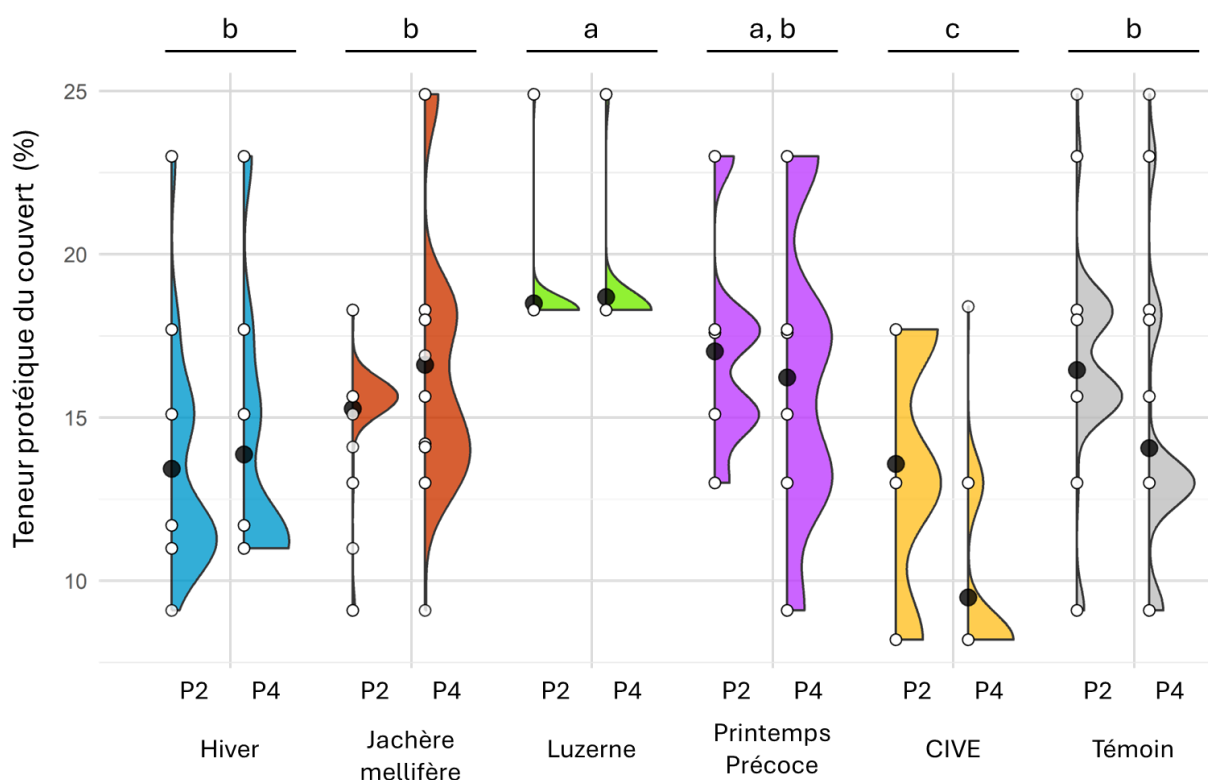 b b a a, b c b
Teneur protéique du couvert (%)
25
20
15
10
P2 P4 P2 P4 P2 P4 P2 P4 P2 P4 P2 P4
Hiver
Jachère
mellifère
Luzerne
Printemps
Précoce
CIVE
Témoin